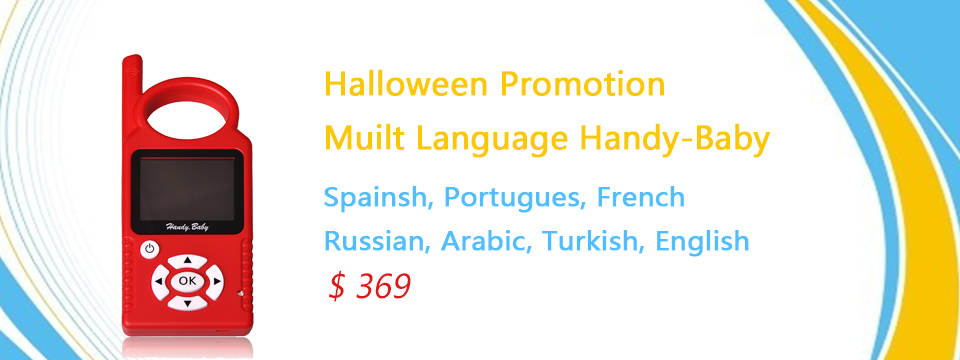 Halloween Promotion
Muilt Language Handy-Baby
Spainsh, Portugues, French
Russian, Arabic, Turkish, English
$ 369
Handy.Baby
OK